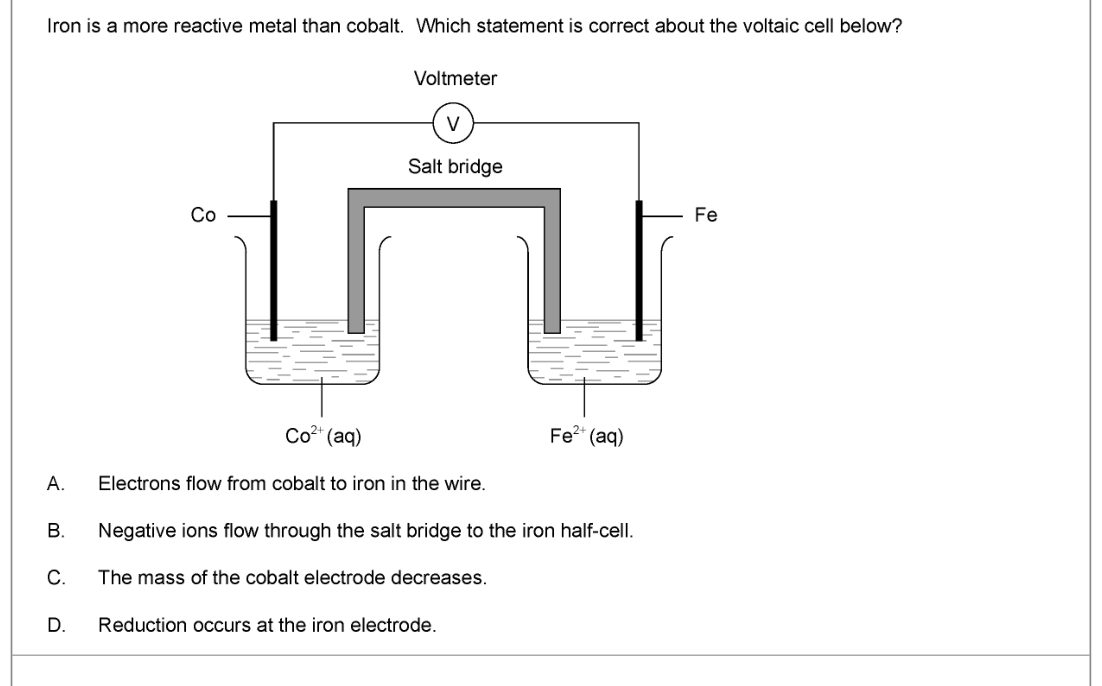 Iron is a more reactive metal than cobalt. Which statement is correct about the voltaic cell below?
Voltmeter
V
Salt bridge
Co
Fe
Co²⁺ (aq)
Fe²⁺ (aq)
A. Electrons flow from cobalt to iron in the wire.
B. Negative ions flow through the salt bridge to the iron half-cell.
C. The mass of the cobalt electrode decreases.
D. Reduction occurs at the iron electrode.